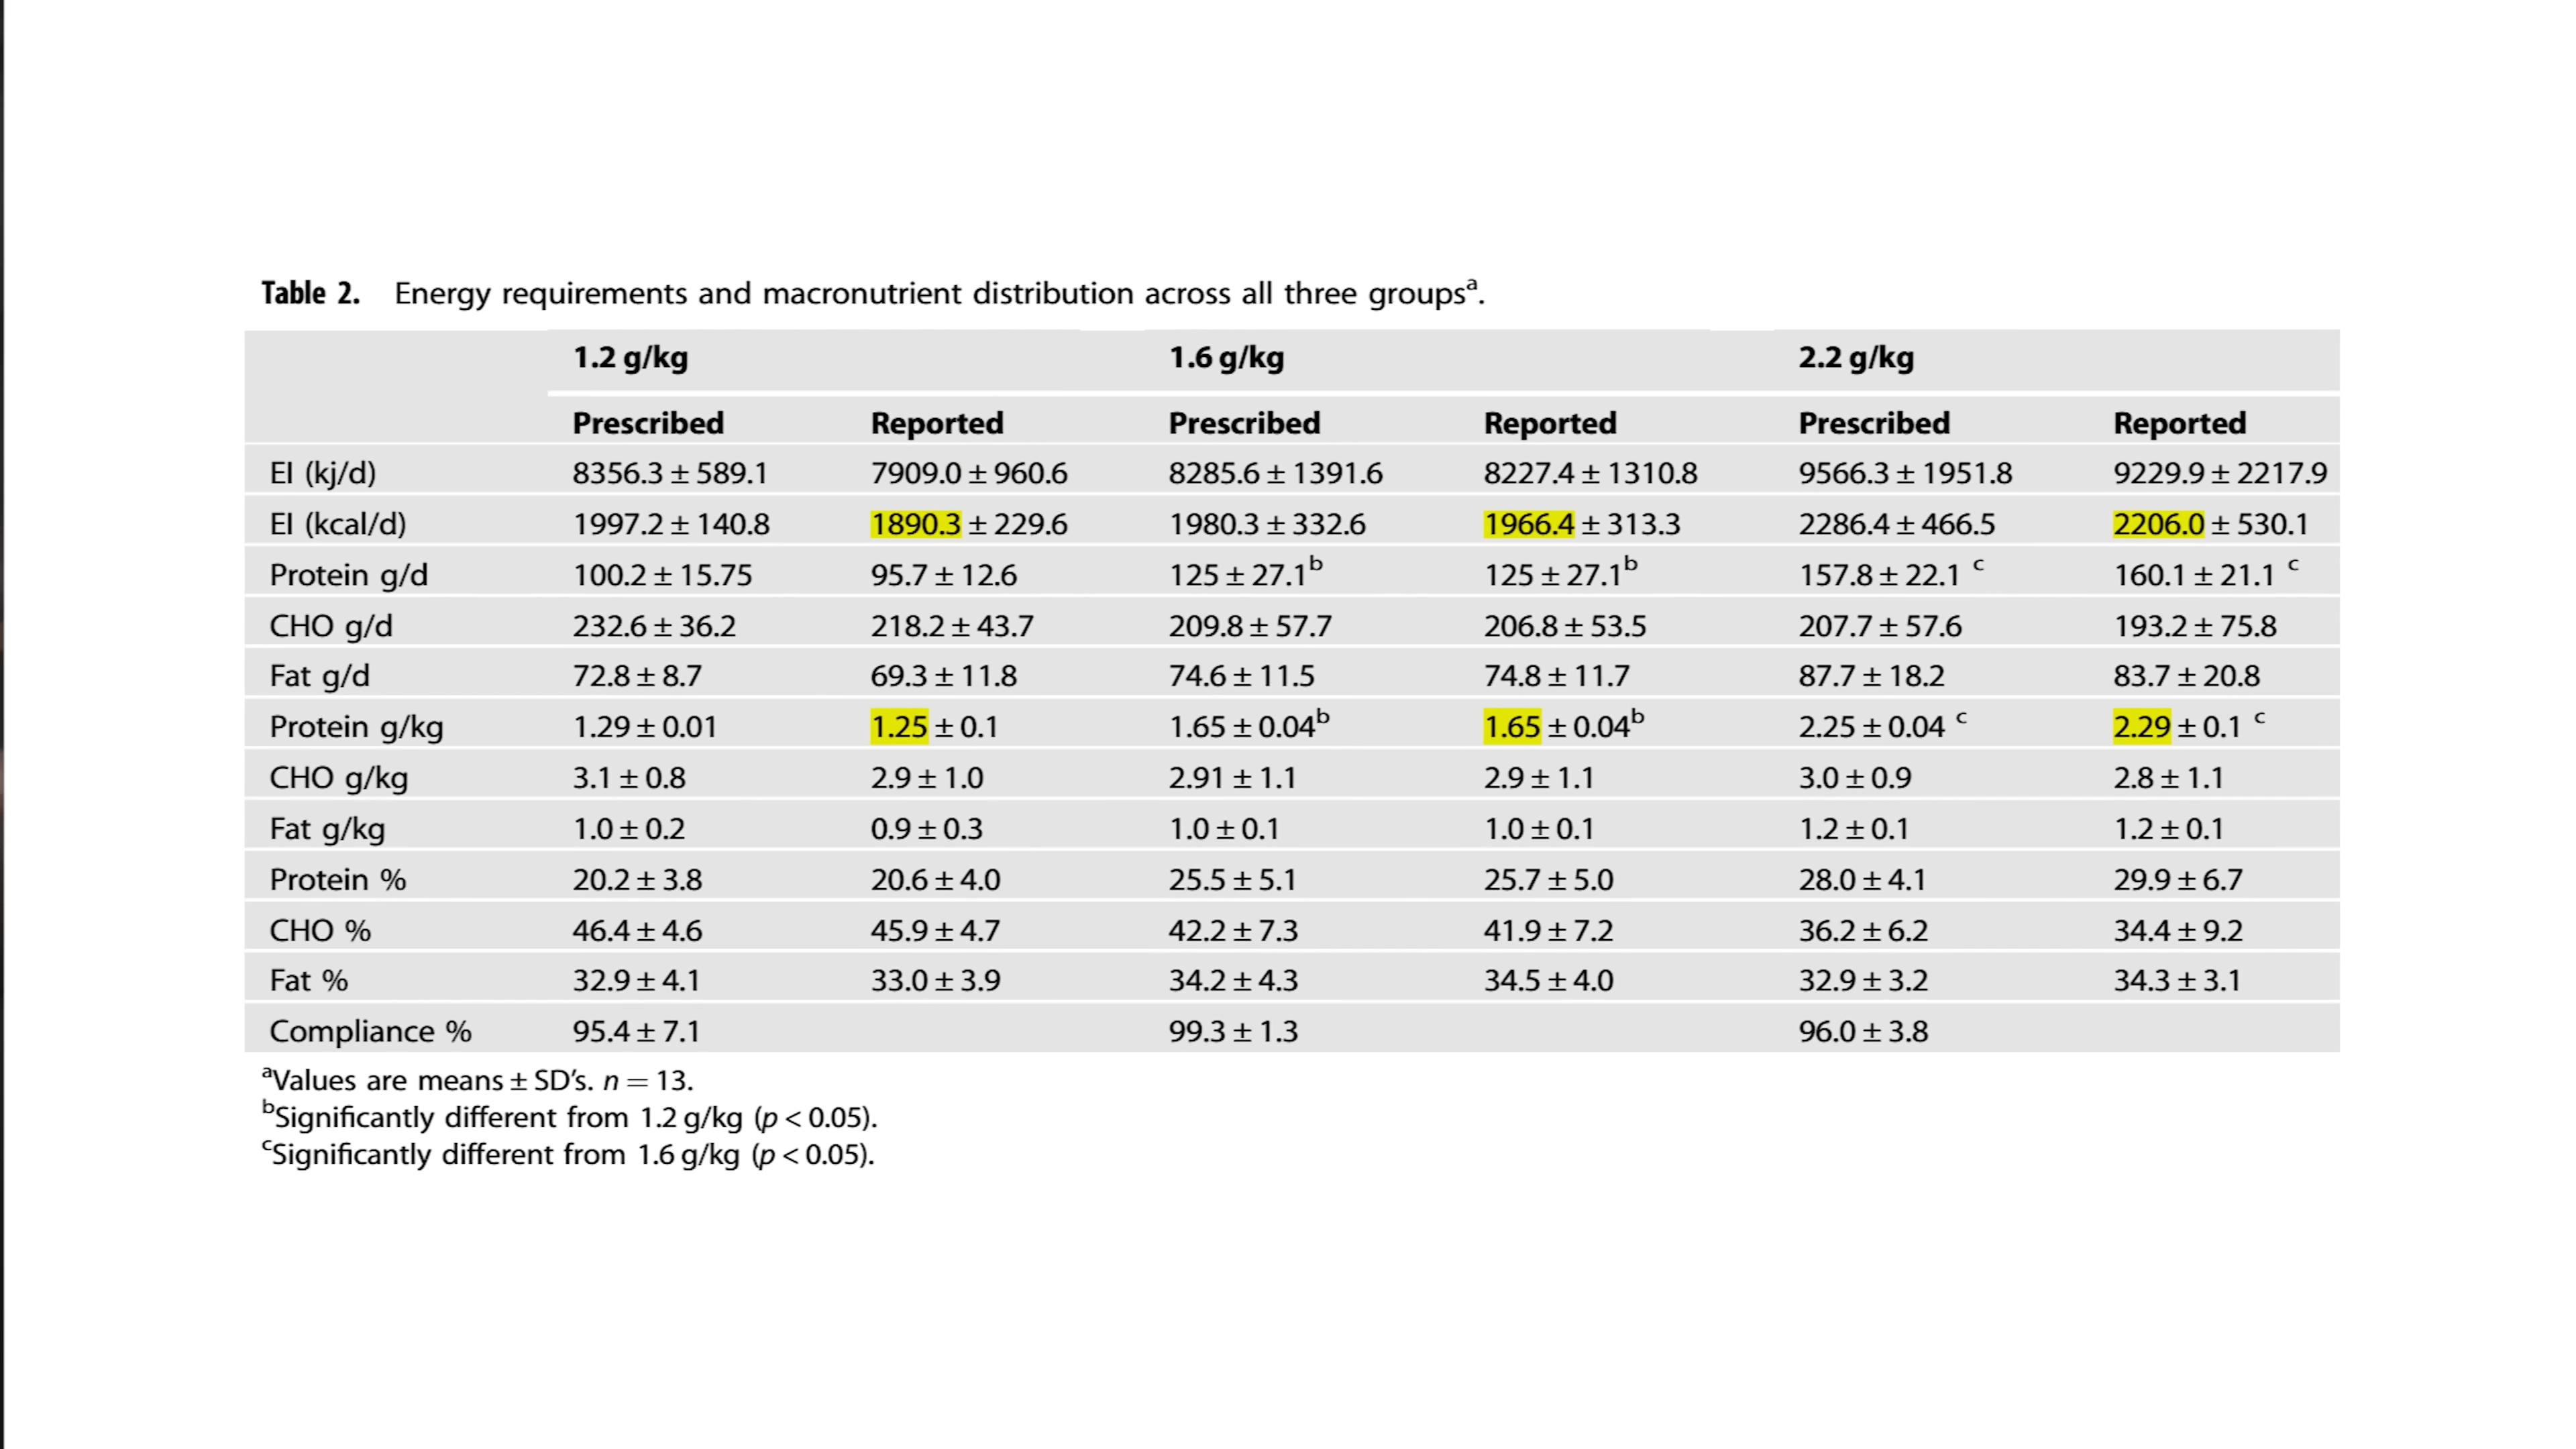 Table 2. Energy requirements and macronutrient distribution across all three groupsᵃ.
1.2 g/kg 1.6 g/kg 2.2 g/kg
Prescribed Reported Prescribed Reported Prescribed Reported
EI (kj/d) 8356.3 ± 589.1 7909.0 ± 960.6 8285.6 ± 1391.6 8227.4 ± 1310.8 9566.3 ± 1951.8 9229.9 ± 2217.9
EI (kcal/d) 1997.2 ± 140.8 1890.3 ± 229.6 1980.3 ± 332.6 1966.4 ± 313.3 2286.4 ± 466.5 2206.0 ± 530.1
Protein g/d 100.2 ± 15.75 95.7 ± 12.6 125 ± 27.1ᵇ 125 ± 27.1ᵇ 157.8 ± 22.1 ᶜ 160.1 ± 21.1 ᶜ
CHO g/d 232.6 ± 36.2 218.2 ± 43.7 209.8 ± 57.7 206.8 ± 53.5 207.7 ± 57.6 193.2 ± 75.8
Fat g/d 72.8 ± 8.7 69.3 ± 11.8 74.6 ± 11.5 74.8 ± 11.7 87.7 ± 18.2 83.7 ± 20.8
Protein g/kg 1.29 ± 0.01 1.25 ± 0.1 1.65 ± 0.04ᵇ 1.65 ± 0.04ᵇ 2.25 ± 0.04 ᶜ 2.29 ± 0.1 ᶜ
CHO g/kg 3.1 ± 0.8 2.9 ± 1.0 2.91 ± 1.1 2.9 ± 1.1 3.0 ± 0.9 2.8 ± 1.1
Fat g/kg 1.0 ± 0.2 0.9 ± 0.3 1.0 ± 0.1 1.0 ± 0.1 1.2 ± 0.1 1.2 ± 0.1
Protein % 20.2 ± 3.8 20.6 ± 4.0 25.5 ± 5.1 25.7 ± 5.0 28.0 ± 4.1 29.9 ± 6.7
CHO % 46.4 ± 4.6 45.9 ± 4.7 42.2 ± 7.3 41.9 ± 7.2 36.2 ± 6.2 34.4 ± 9.2
Fat % 32.9 ± 4.1 33.0 ± 3.9 34.2 ± 4.3 34.5 ± 4.0 32.9 ± 3.2 34.3 ± 3.1
Compliance % 95.4 ± 7.1 99.3 ± 1.3 96.0 ± 3.8
ᵃValues are means ± SD's. n = 13.
ᵇSignificantly different from 1.2 g/kg (p < 0.05).
ᶜSignificantly different from 1.6 g/kg (p < 0.05).